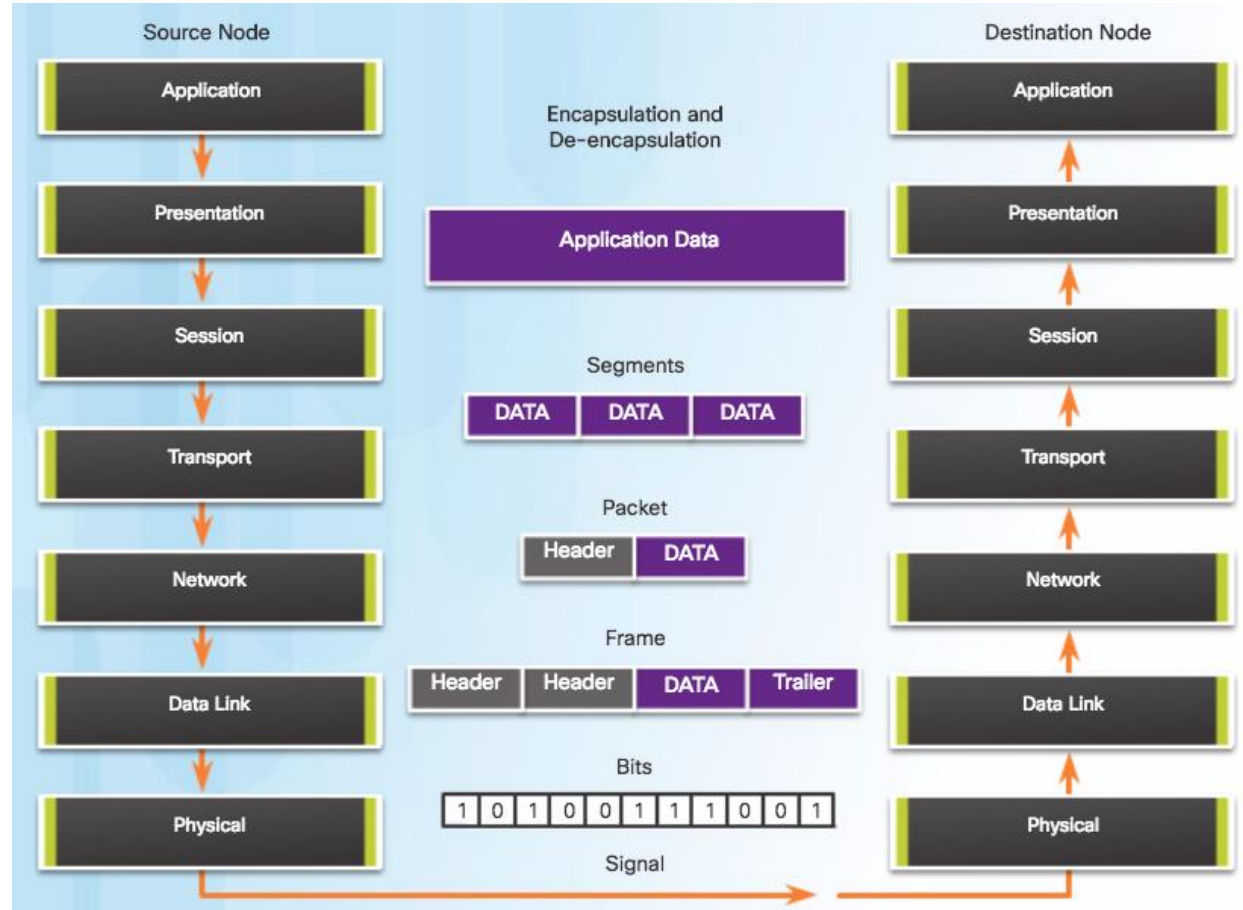 Source Node
Destination Node
Application
Application
Encapsulation and
De-encapsulation
Presentation
Presentation
Application Data
Session
Session
Segments
DATA DATA DATA
Transport
Transport
Packet
Header DATA
Network
Network
Frame
Header Header DATA Trailer
Data Link
Data Link
Bits
1 0 1 0 0 1 1 1 0 0 1
Physical
Physical
Signal